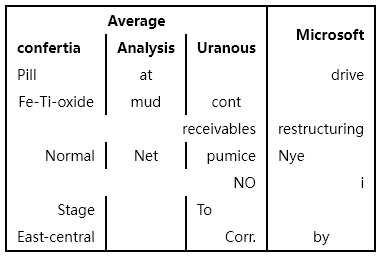 Average
Microsoft
confertia Analysis Uranous
Pill at drive
Fe-Ti-oxide mud cont
receivables restructuring
Normal Net pumice Nye
NO i
Stage To
East-central Corr. by